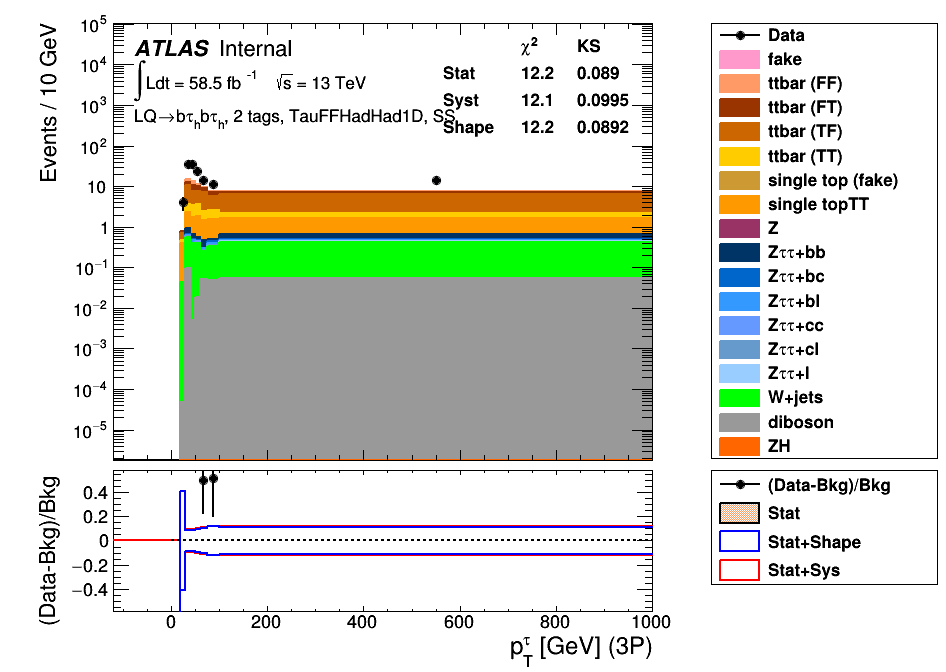 ATLAS Internal
∫Ldt = 58.5 fb⁻¹ √s = 13 TeV
LQ→bτₕbτₕ, 2 tags, TauFFHadHad1D, SS,
χ² KS
Stat 12.2 0.089
Syst 12.1 0.0995
Shape 12.2 0.0892
Events / 10 GeV
10⁵
10⁴
10³
10²
10
1
10⁻¹
10⁻²
10⁻³
10⁻⁴
10⁻⁵
Data
fake
ttbar (FF)
ttbar (FT)
ttbar (TF)
ttbar (TT)
single top (fake)
single topTT
Z
Zττ+bb
Zττ+bc
Zττ+bl
Zττ+cc
Zττ+cl
Zττ+l
W+jets
diboson
ZH
(Data-Bkg)/Bkg
0.4
0.2
0
−0.2
−0.4
0 200 400 600 800 1000
p_T^τ [GeV] (3P)
(Data-Bkg)/Bkg
Stat
Stat+Shape
Stat+Sys